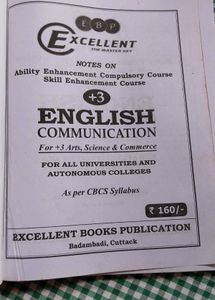 EBP
EXCELLENT
THE MASTER KEY
NOTES ON
Ability Enhancement Compulsory Course
Skill Enhancement Course
+3
ENGLISH
COMMUNICATION
For +3 Arts, Science & Commerce
FOR ALL UNIVERSITIES AND
AUTONOMOUS COLLEGES
As per CBCS Syllabus
₹ 160/-
EXCELLENT BOOKS PUBLICATION
Badambadi, Cuttack